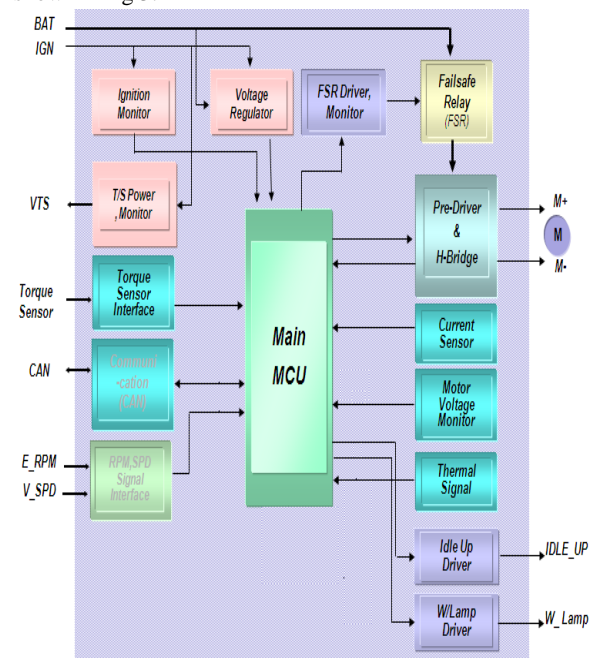 BAT
IGN
Ignition
Monitor
Voltage
Regulator
FSR Driver,
Monitor
Failsafe
Relay
(FSR)
VTS
T/S Power
,Monitor
Pre-Driver
&
H-Bridge
M+
M
M-
Torque
Sensor
Torque
Sensor
Interface
Main
MCU
Current
Sensor
CAN
Communi
-cation
(CAN)
Motor
Voltage
Monitor
E_RPM
V_SPD
RPM,SPD
Signal
Interface
Thermal
Signal
Idle Up
Driver
IDLE_UP
W/Lamp
Driver
W_Lamp